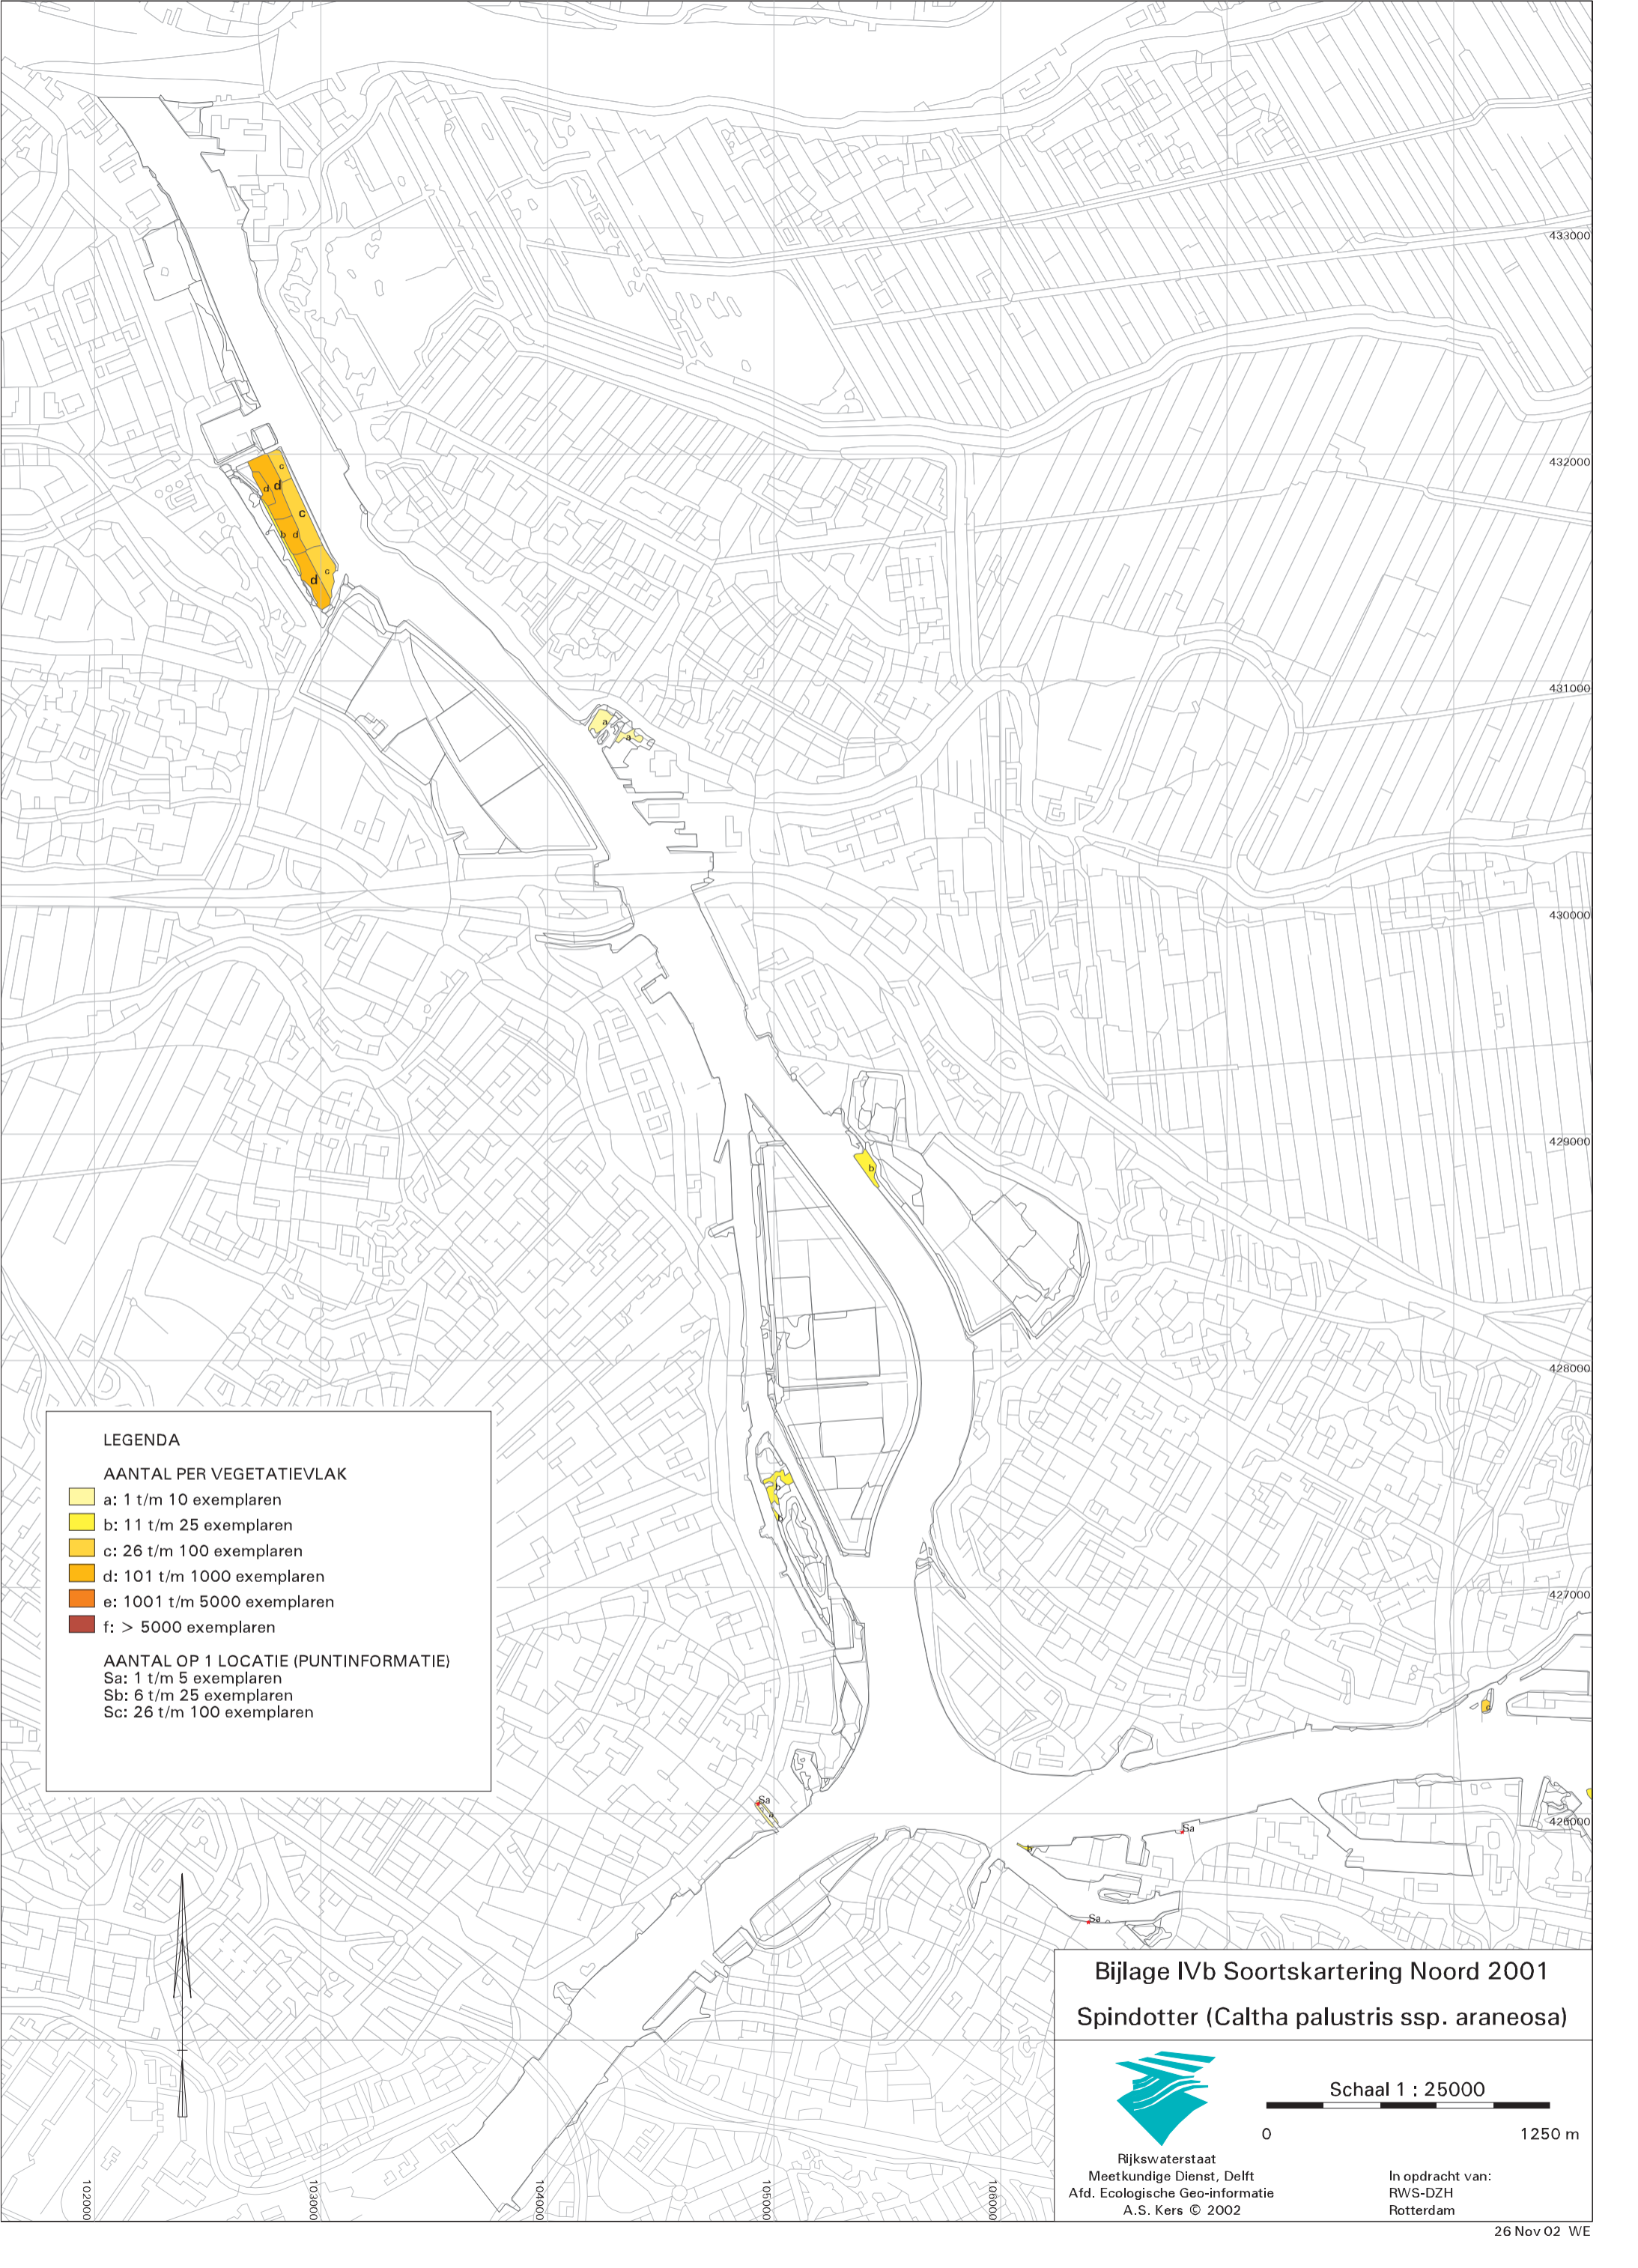 433000
432000
c
d
d
c
b
d
c
d
431000
a
a
430000
429000
b
428000
b
b
427000
c
426000
Sa
a
Sa
b
Sa
LEGENDA
AANTAL PER VEGETATIEVLAK
a: 1 t/m 10 exemplaren
b: 11 t/m 25 exemplaren
c: 26 t/m 100 exemplaren
d: 101 t/m 1000 exemplaren
e: 1001 t/m 5000 exemplaren
f: > 5000 exemplaren
AANTAL OP 1 LOCATIE (PUNTINFORMATIE)
Sa: 1 t/m 5 exemplaren
Sb: 6 t/m 25 exemplaren
Sc: 26 t/m 100 exemplaren
Bijlage IVb Soortskartering Noord 2001
Spindotter (Caltha palustris ssp. araneosa)
Schaal 1 : 25000
0 1250 m
Rijkswaterstaat
Meetkundige Dienst, Delft
Afd. Ecologische Geo-informatie
A.S. Kers © 2002
In opdracht van:
RWS-DZH
Rotterdam
102000
103000
104000
105000
106000
26 Nov 02 WE